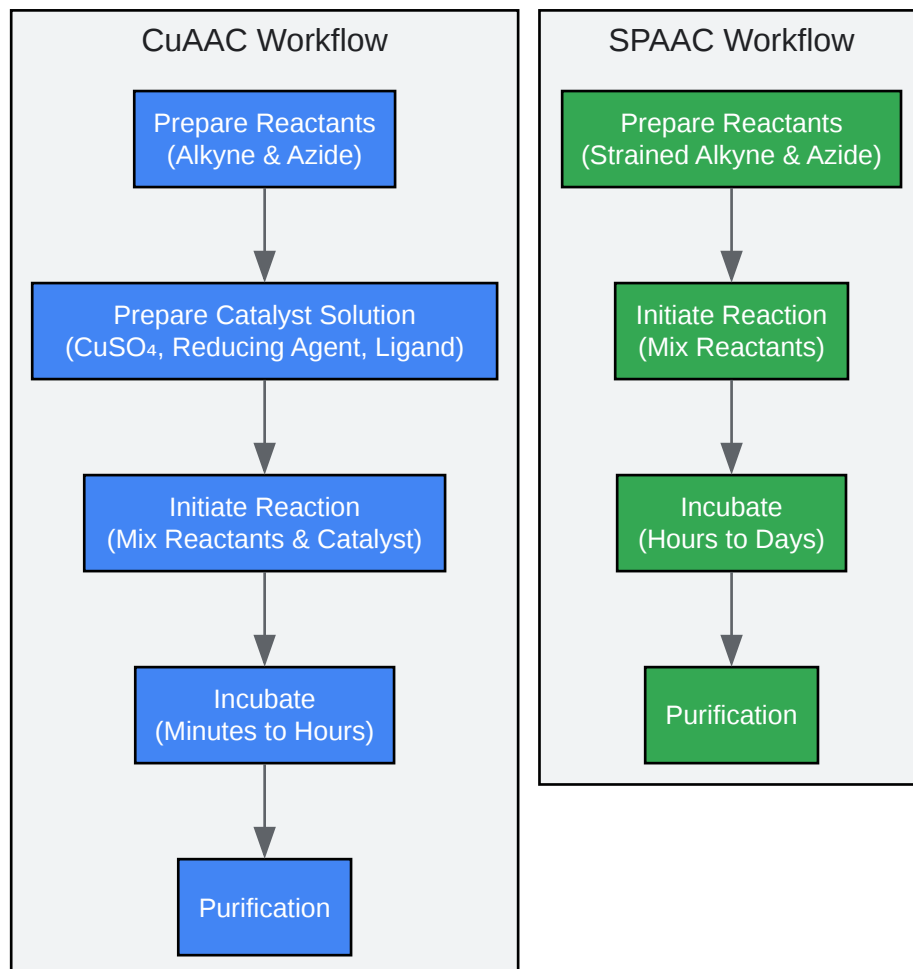 CuAAC Workflow
Prepare Reactants
(Alkyne & Azide)
Prepare Catalyst Solution
(CuSO₄, Reducing Agent, Ligand)
Initiate Reaction
(Mix Reactants & Catalyst)
Incubate
(Minutes to Hours)
Purification
SPAAC Workflow
Prepare Reactants
(Strained Alkyne & Azide)
Initiate Reaction
(Mix Reactants)
Incubate
(Hours to Days)
Purification